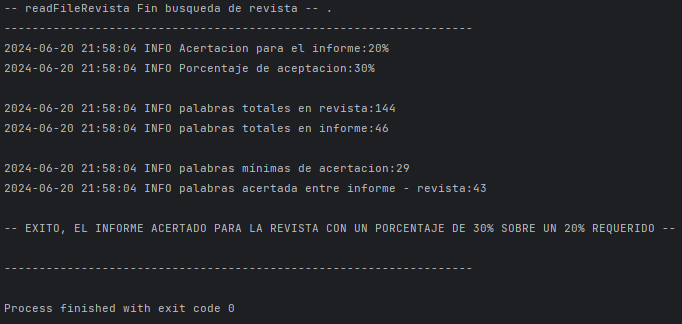 -- readFileRevista Fin busqueda de revista -- .
-------------------------------------------------------------------
2024-06-20 21:58:04 INFO Acertacion para el informe:20%
2024-06-20 21:58:04 INFO Porcentaje de aceptacion:30%
2024-06-20 21:58:04 INFO palabras totales en revista:144
2024-06-20 21:58:04 INFO palabras totales en informe:46
2024-06-20 21:58:04 INFO palabras mínimas de acertacion:29
2024-06-20 21:58:04 INFO palabras acertada entre informe - revista:43
-- EXITO, EL INFORME ACERTADO PARA LA REVISTA CON UN PORCENTAJE DE 30% SOBRE UN 20% REQUERIDO --
-------------------------------------------------------------------
Process finished with exit code 0